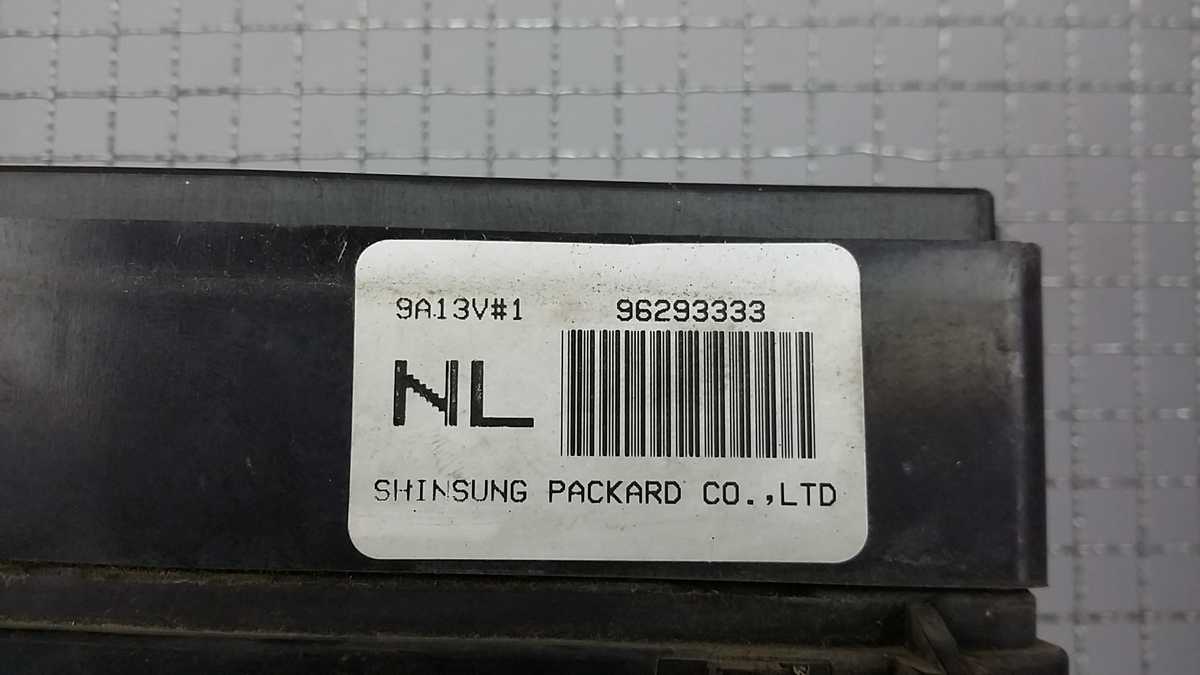 9A13V#1 96293333
NL
SHINSUNG PACKARD CO.,LTD